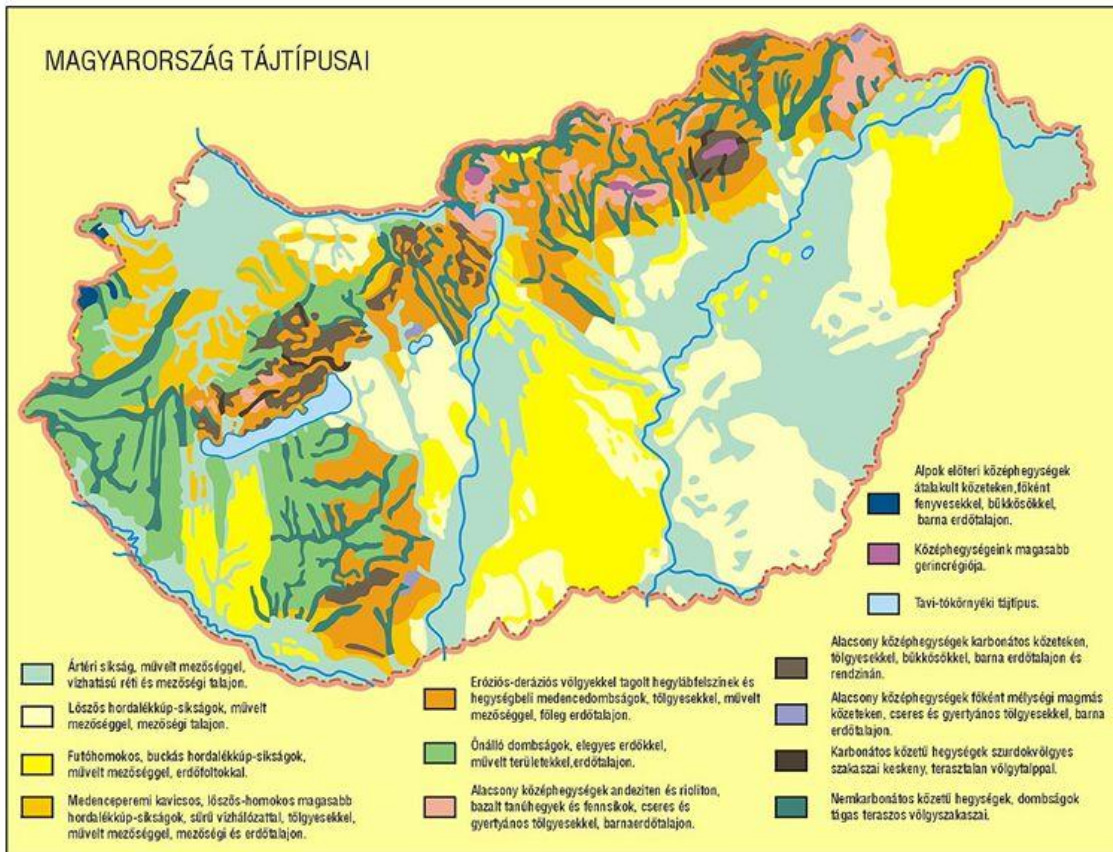 MAGYARORSZÁG TÁJTÍPUSAI
Ártéri síkság, művelt mezőséggel,
vízhatású réti és mezőségi talajon.
Lőszős hordalékkúp-síkságok, művelt
mezőséggel, mezőségi talajon.
Futóhomokos, buckás hordalékkúp-síkságok,
művelt mezőséggel, erdőfoltokkal.
Medenceperemi kavicsos, lőszős-homokos magasabb
hordalékkúp-síkságok, sűrű vízhálózattal, tölgyesekkel,
művelt mezőséggel, mezőségi és erdőtalajon.
Eróziós-deráziós völgyekkel tagolt hegylábfelszínek és
hegységbeli medencedombságok, tölgyesekkel, művelt
mezőséggel, főleg erdőtalajon.
Önálló dombságok, elegyes erdőkkel,
művelt területekkel,erdőtalajon.
Alacsony középhegységek andeziten és rioliton,
bazalt tanúhegyek és fennsíkok, cseres és
gyertyános tölgyesekkel, barnaerdőtalajon.
Alpok előteri középhegységek
átalakult kőzeteken,főként
fenyvesekkel, bükkösökkel,
barna erdőtalajon.
Középhegységeink magasabb
gerincrégiója.
Tavi-tókörnyéki tájtípus.
Alacsony középhegységek karbonátos kőzeteken,
tölgyesekkel, bükkösökkel, barna erdőtalajon és
rendzinán.
Alacsony középhegységek főként mélységi magmás
kőzeteken, cseres és gyertyános tölgyesekkel, barna
erdőtalajon.
Karbonátos kőzetű hegységek szurdokvölgyes
szakaszai keskeny, terasztalan völgytalppal.
Nemkarbonátos kőzetű hegységek, dombságok
tágas teraszos völgyszakaszai.